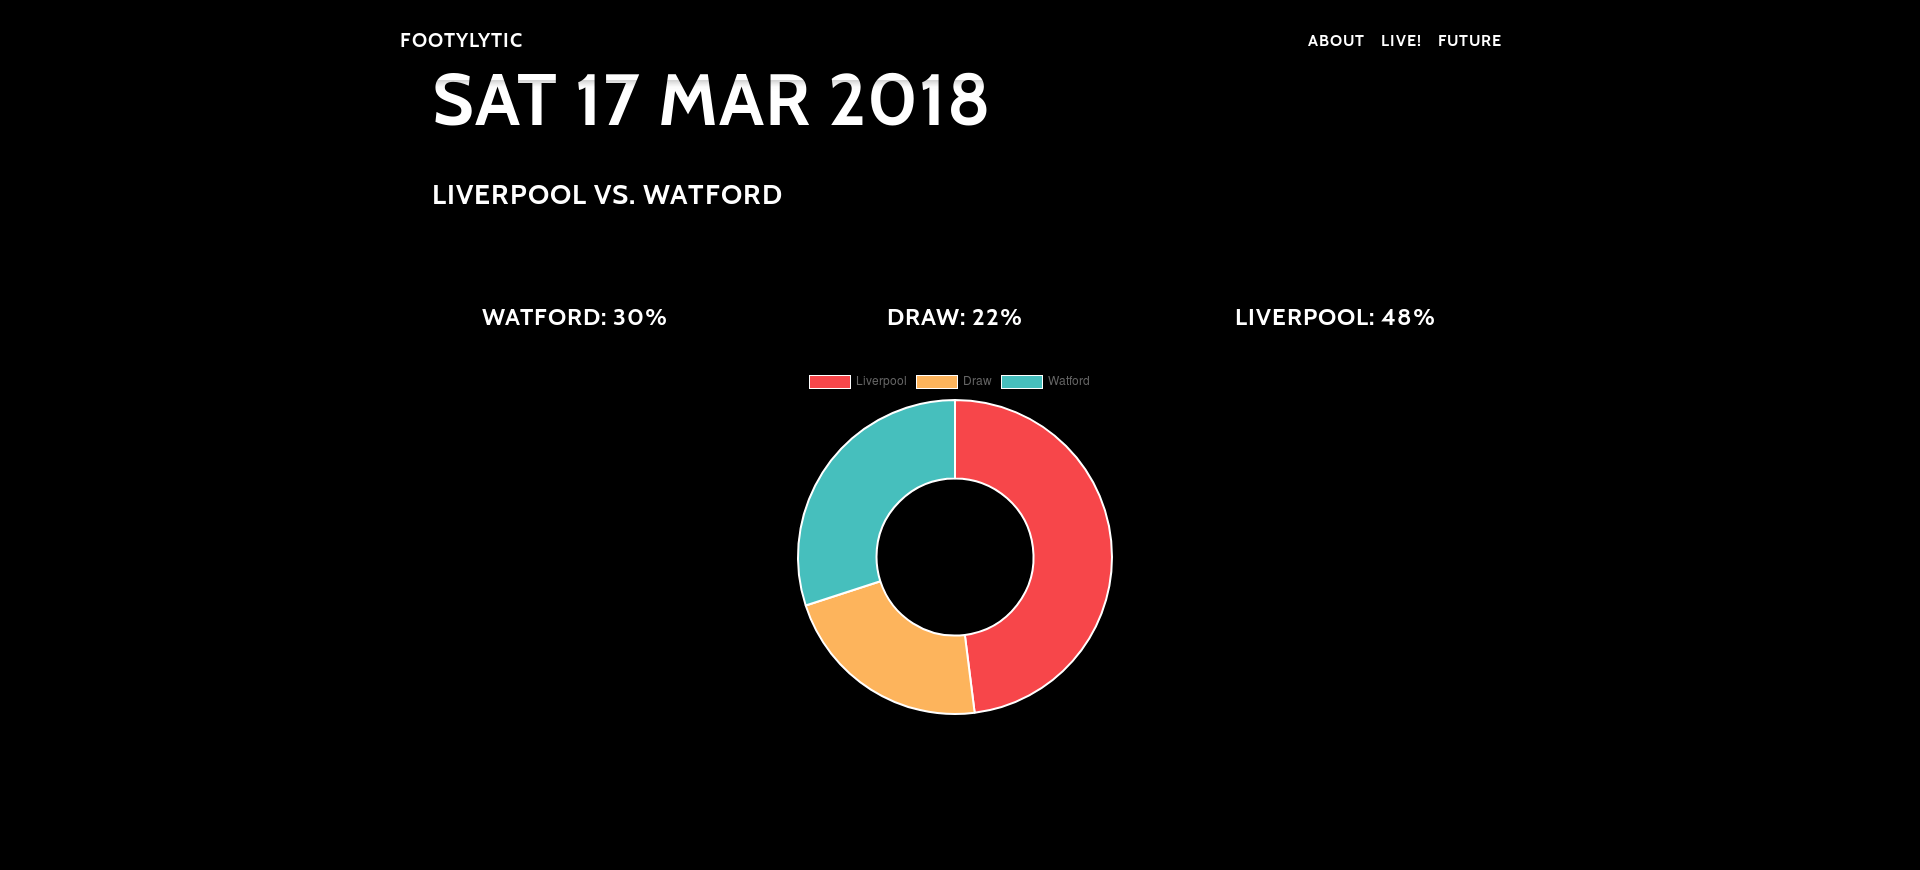 FOOTYLYTIC
ABOUT LIVE! FUTURE
SAT 17 MAR 2018
LIVERPOOL VS. WATFORD
WATFORD: 30% DRAW: 22% LIVERPOOL: 48%
Liverpool Draw Watford